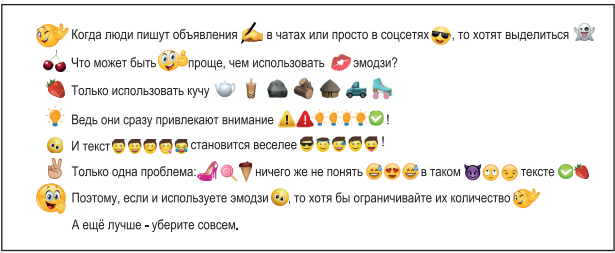 Когда люди пишут объявления ✍️ в чатах или просто в соцсетях 😎, то хотят выделиться 👻
🍒 Что может быть 🫡 проще, чем использовать 💋 эмодзи?
🍓 Только использовать кучу 🫖 🧋 🪨 🪵 🛖 🛻 🛼
💡 Ведь они сразу привлекают внимание ⚠️⚠️💡💡💡💡✅ !
И текст становится веселее !
✌️ Только одна проблема: 👠🍭🍦 ничего же не понять 😅😍😅 в таком 😈🙄😏 тексте ✅🍓
Поэтому, если и используете эмодзи, то хотя бы ограничивайте их количество
А ещё лучше - уберите совсем.